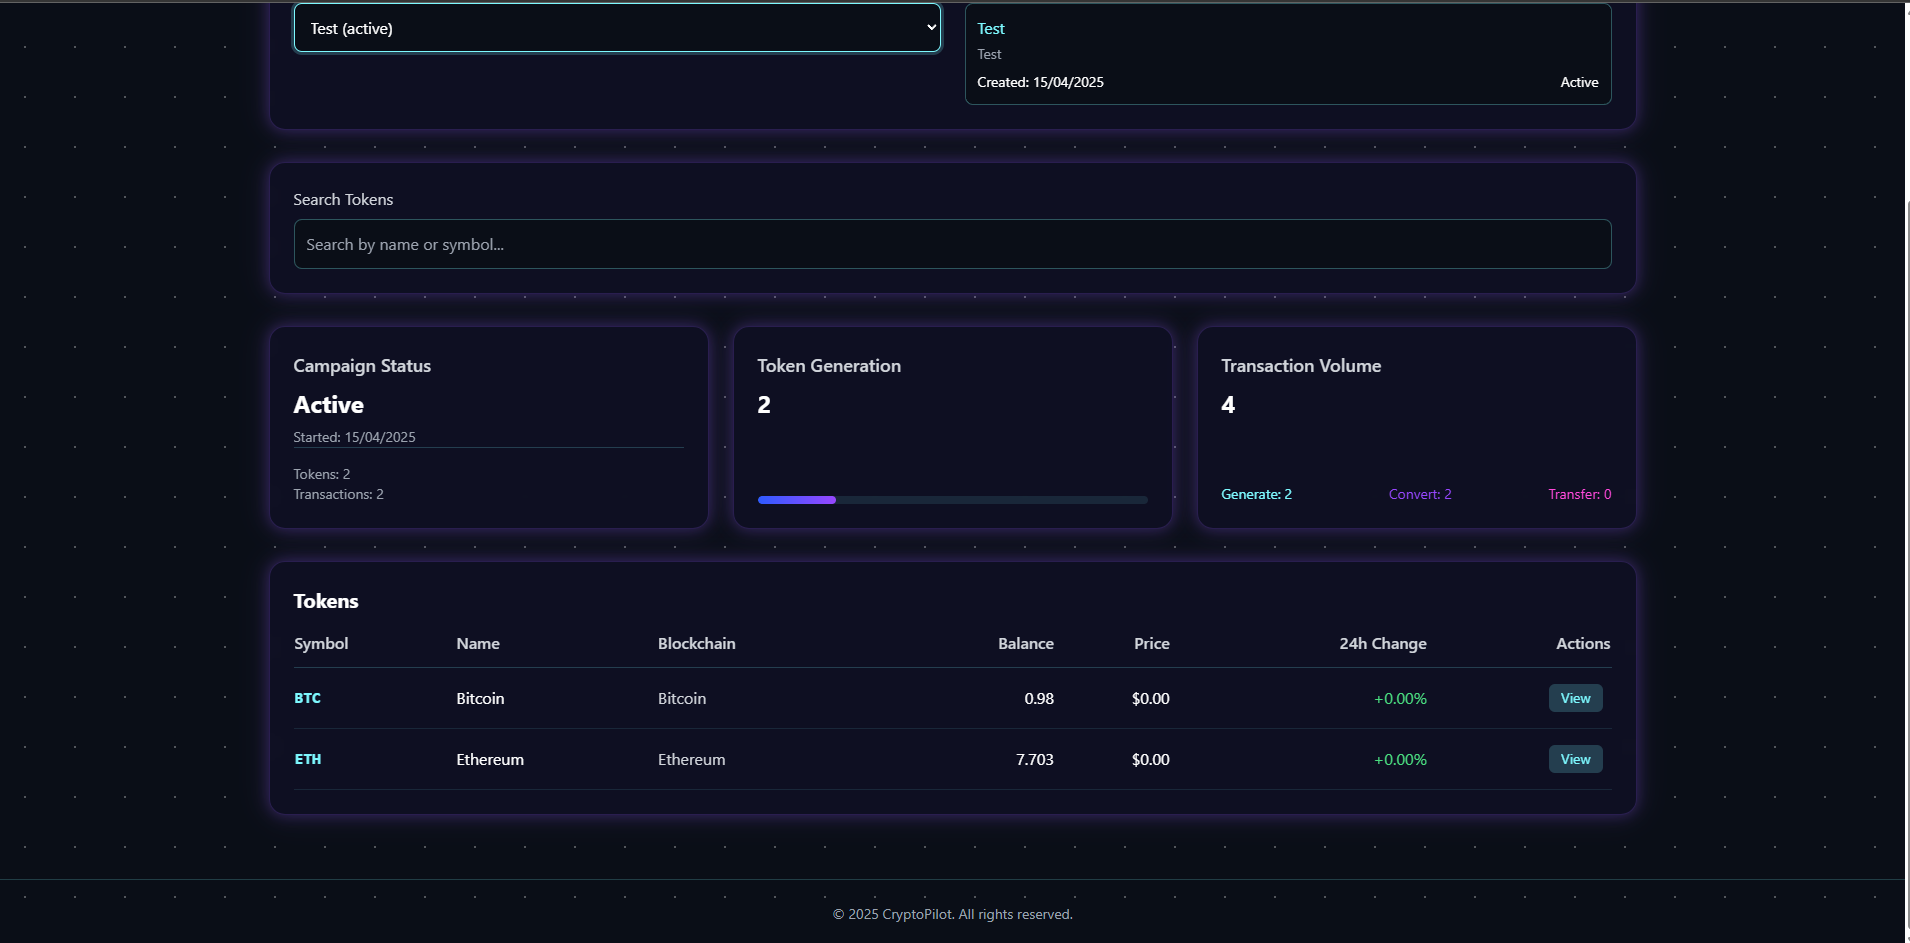 Test (active)
Test
Test
Created: 15/04/2025 Active
Search Tokens
Search by name or symbol...
Campaign Status
Active
Started: 15/04/2025
Tokens: 2
Transactions: 2
Token Generation
2
Transaction Volume
4
Generate: 2 Convert: 2 Transfer: 0
Tokens
Symbol Name Blockchain Balance Price 24h Change Actions
BTC Bitcoin Bitcoin 0.98 $0.00 +0.00% View
ETH Ethereum Ethereum 7.703 $0.00 +0.00% View
© 2025 CryptoPilot. All rights reserved.